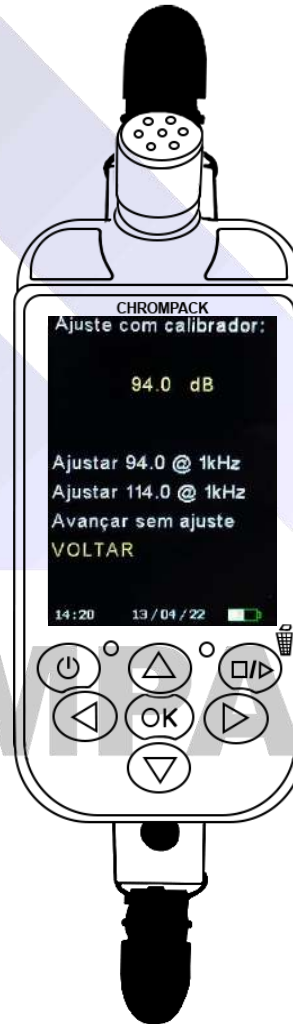 CHROMPACK
Ajuste com calibrador:
94.0 dB
Ajustar 94.0 @ 1kHz
Ajustar 114.0 @ 1kHz
Avançar sem ajuste
VOLTAR
14:20 13/04/22
OK
MPA